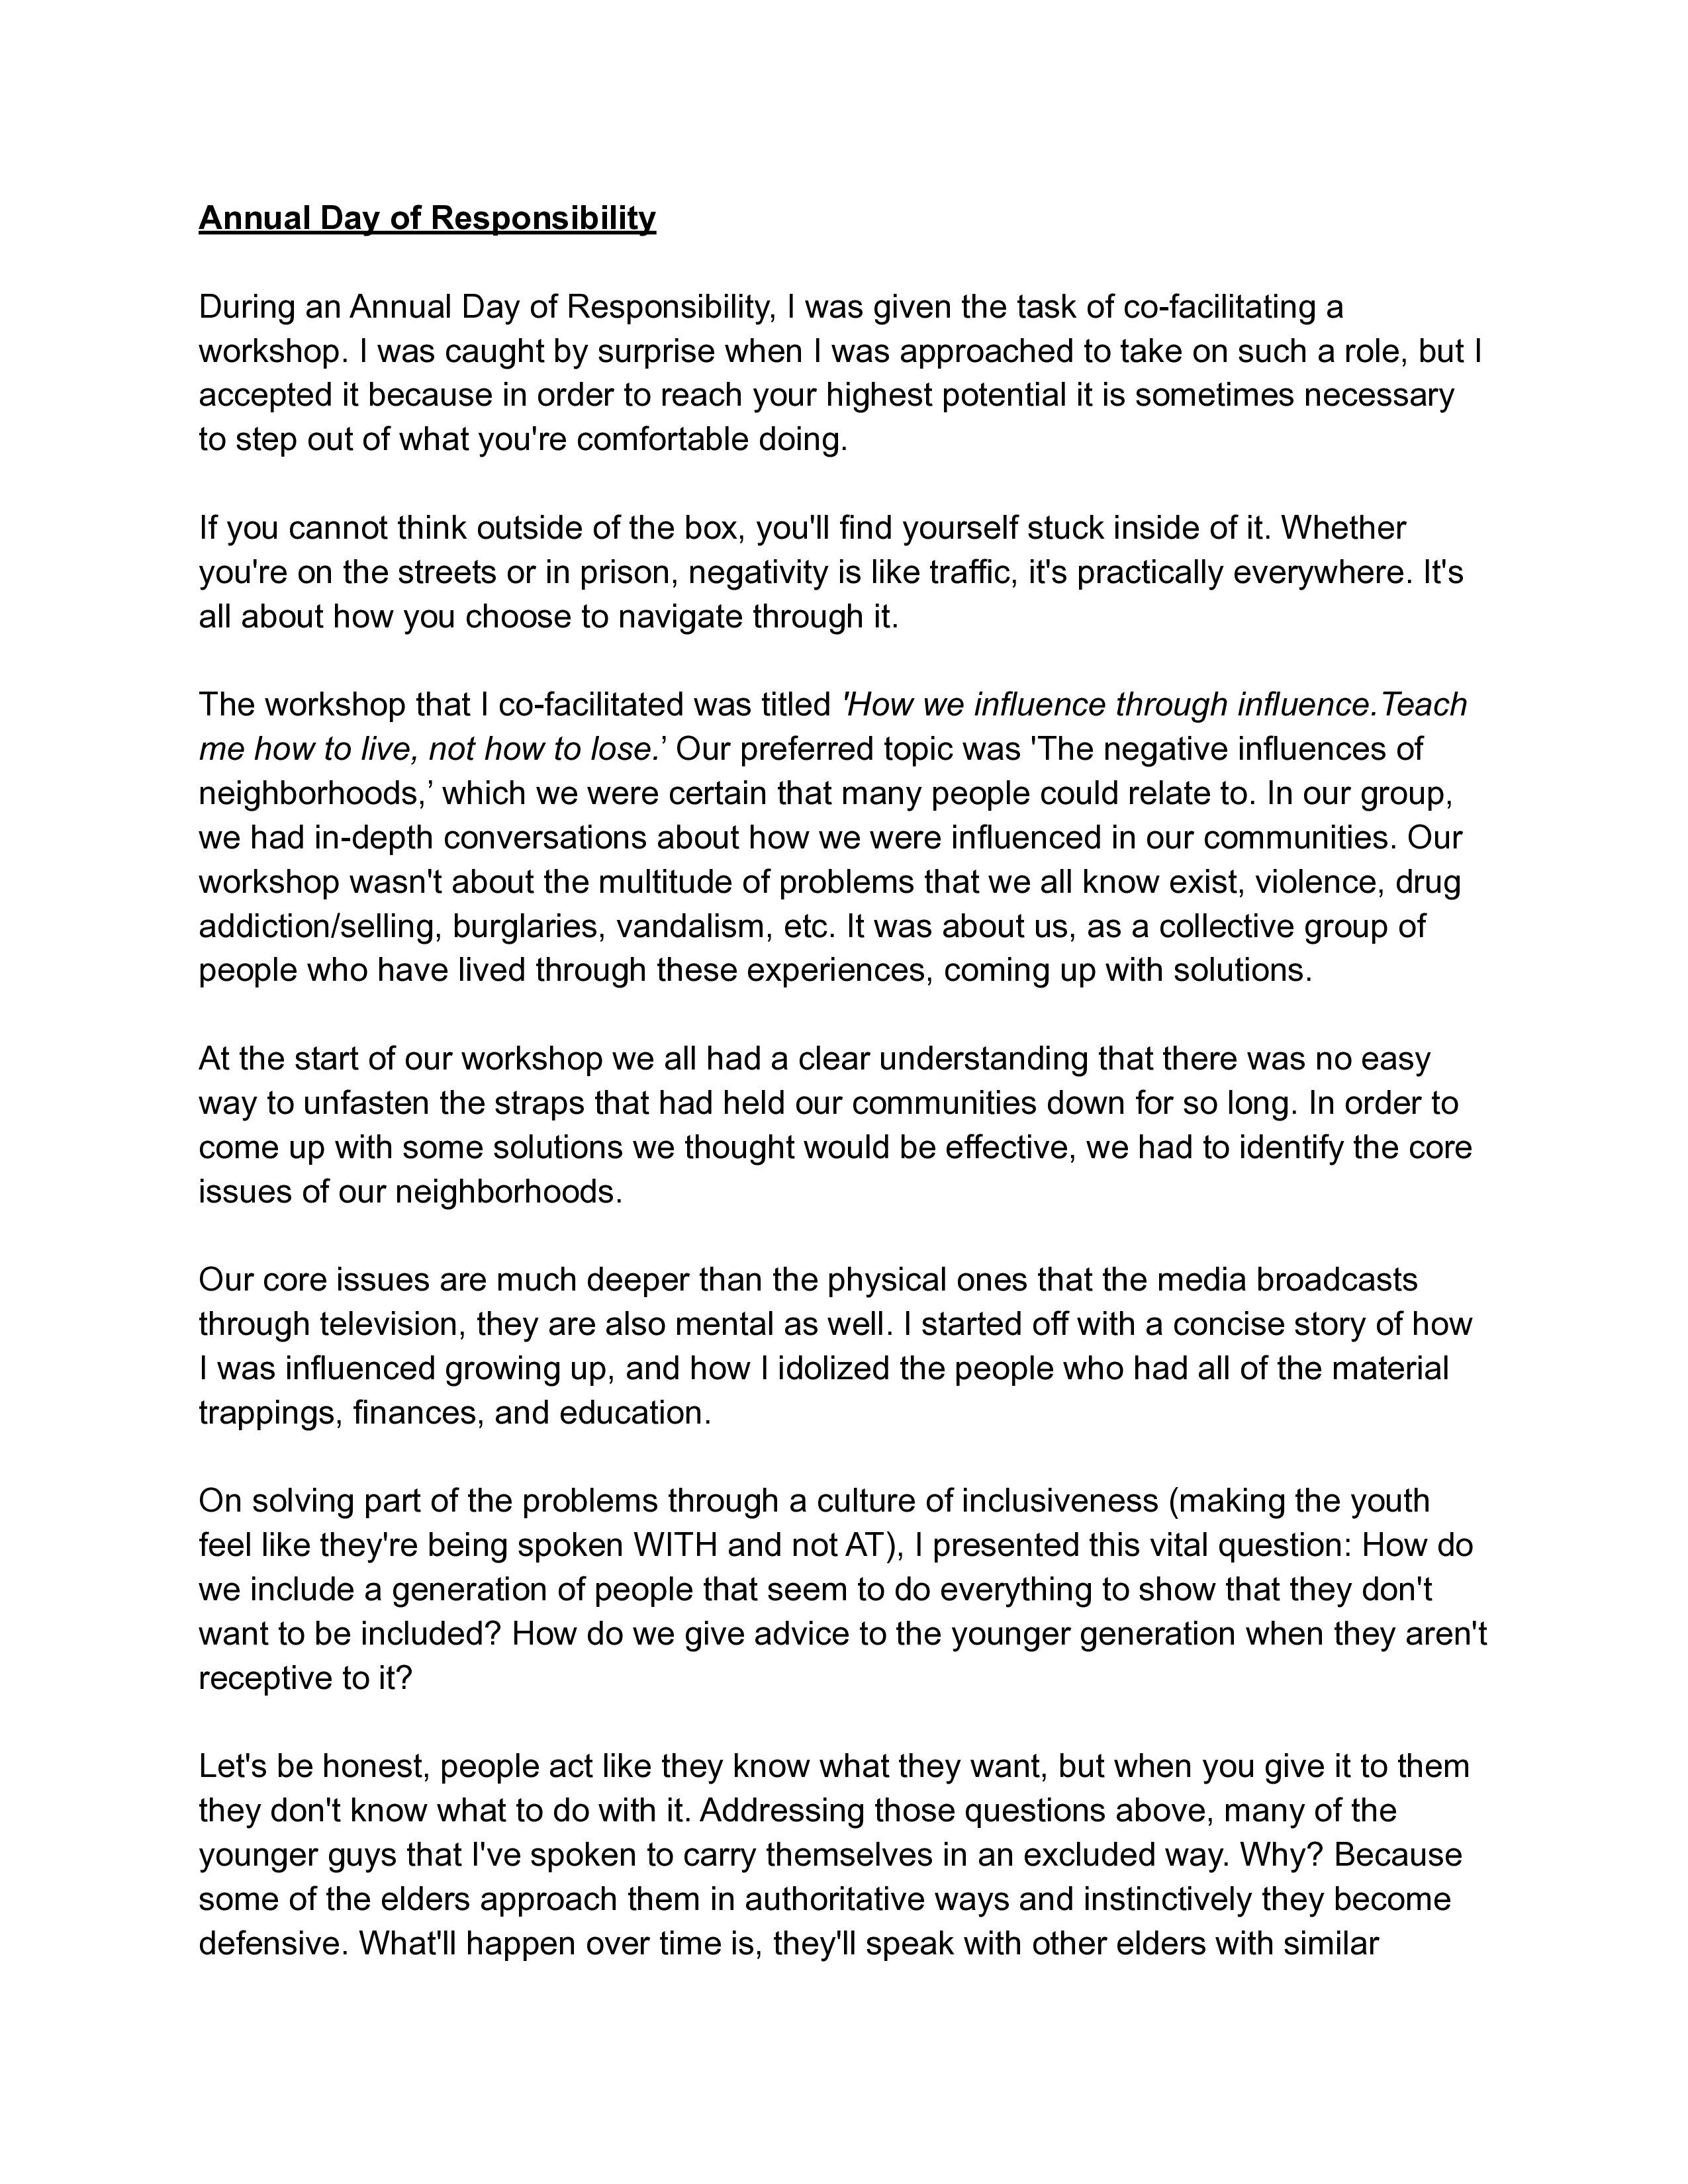 Annual Day of Responsibility
During an Annual Day of Responsibility, I was given the task of co-facilitating a
workshop. I was caught by surprise when I was approached to take on such a role, but I
accepted it because in order to reach your highest potential it is sometimes necessary
to step out of what you're comfortable doing.
If you cannot think outside of the box, you'll find yourself stuck inside of it. Whether
you're on the streets or in prison, negativity is like traffic, it's practically everywhere. It's
all about how you choose to navigate through it.
The workshop that I co-facilitated was titled 'How we influence through influence.Teach
me how to live, not how to lose.’ Our preferred topic was 'The negative influences of
neighborhoods,’ which we were certain that many people could relate to. In our group,
we had in-depth conversations about how we were influenced in our communities. Our
workshop wasn't about the multitude of problems that we all know exist, violence, drug
addiction/selling, burglaries, vandalism, etc. It was about us, as a collective group of
people who have lived through these experiences, coming up with solutions.
At the start of our workshop we all had a clear understanding that there was no easy
way to unfasten the straps that had held our communities down for so long. In order to
come up with some solutions we thought would be effective, we had to identify the core
issues of our neighborhoods.
Our core issues are much deeper than the physical ones that the media broadcasts
through television, they are also mental as well. I started off with a concise story of how
I was influenced growing up, and how I idolized the people who had all of the material
trappings, finances, and education.
On solving part of the problems through a culture of inclusiveness (making the youth
feel like they're being spoken WITH and not AT), I presented this vital question: How do
we include a generation of people that seem to do everything to show that they don't
want to be included? How do we give advice to the younger generation when they aren't
receptive to it?
Let's be honest, people act like they know what they want, but when you give it to them
they don't know what to do with it. Addressing those questions above, many of the
younger guys that I've spoken to carry themselves in an excluded way. Why? Because
some of the elders approach them in authoritative ways and instinctively they become
defensive. What'll happen over time is, they'll speak with other elders with similar